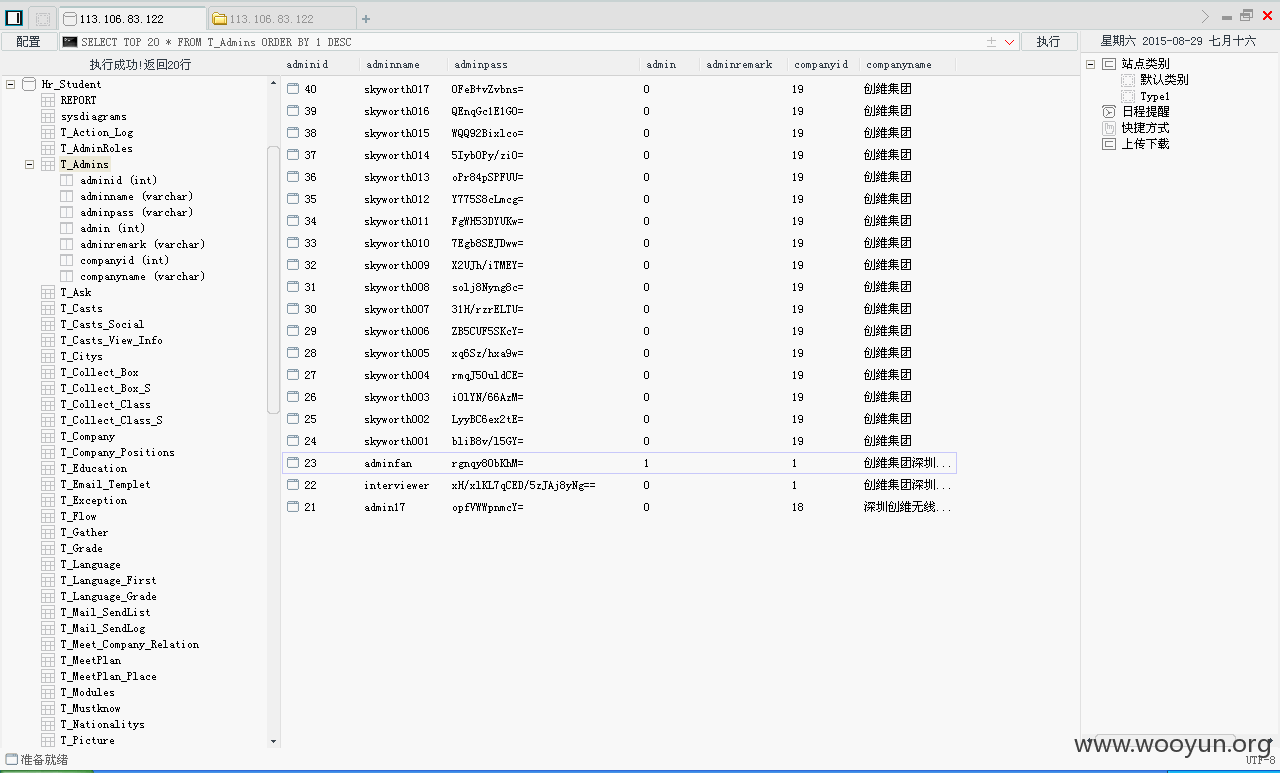 113.106.83.122
113.106.83.122
配置
SELECT TOP 20 * FROM T_Admins ORDER BY 1 DESC
执行
星期六 2015-08-29 七月十六
执行成功!返回20行
Hr_Student
REPORT
sysdiagrams
T_Action_Log
T_AdminRoles
T_Admins
adminid (int)
adminname (varchar)
adminpass (varchar)
admin (int)
adminremark (varchar)
companyid (int)
companyname (varchar)
T_Ask
T_Casts
T_Casts_Social
T_Casts_View_Info
T_Citys
T_Collect_Box
T_Collect_Box_S
T_Collect_Class
T_Collect_Class_S
T_Company
T_Company_Positions
T_Education
T_Email_Templet
T_Exception
T_Flow
T_Gather
T_Grade
T_Language
T_Language_First
T_Language_Grade
T_Mail_SendList
T_Mail_SendLog
T_Meet_Company_Relation
T_MeetPlan
T_MeetPlan_Place
T_Modules
T_Mustknow
T_Nationalitys
T_Picture
adminid adminname adminpass admin adminremark companyid companyname
40 skyworth017 OFeB+vZvbns= 0 19 创维集团
39 skyworth016 QEnqGc1E1GO= 0 19 创维集团
38 skyworth015 WQQ92Bixlco= 0 19 创维集团
37 skyworth014 5IybOPy/ziO= 0 19 创维集团
36 skyworth013 oPr84pSPFUU= 0 19 创维集团
35 skyworth012 Y775S8cLmcg= 0 19 创维集团
34 skyworth011 FgWH53DYUKw= 0 19 创维集团
33 skyworth010 7Egb8SEJDww= 0 19 创维集团
32 skyworth009 X2UJh/iTMEY= 0 19 创维集团
31 skyworth008 solj8Nyng8c= 0 19 创维集团
30 skyworth007 31H/rzrELTU= 0 19 创维集团
29 skyworth006 ZB5CUF5SKcY= 0 19 创维集团
28 skyworth005 xq6Sz/hxa9w= 0 19 创维集团
27 skyworth004 rmqJ5OuldCE= 0 19 创维集团
26 skyworth003 iOlYN/66AzM= 0 19 创维集团
25 skyworth002 LyyBC6ex2tE= 0 19 创维集团
24 skyworth001 bliB8v/l5GY= 0 19 创维集团
23 adminfan rgnqy80bKhM= 1 1 创维集团深圳...
22 interviewer xH/xlKL7qCED/5zJAj8yNg== 0 1 创维集团深圳...
21 admin17 opfVWWpnmcY= 0 18 深圳创维无线...
站点类别
默认类别
Type1
日程提醒
快捷方式
上传下载
准备就绪
www.wooyun.org
UTF-8